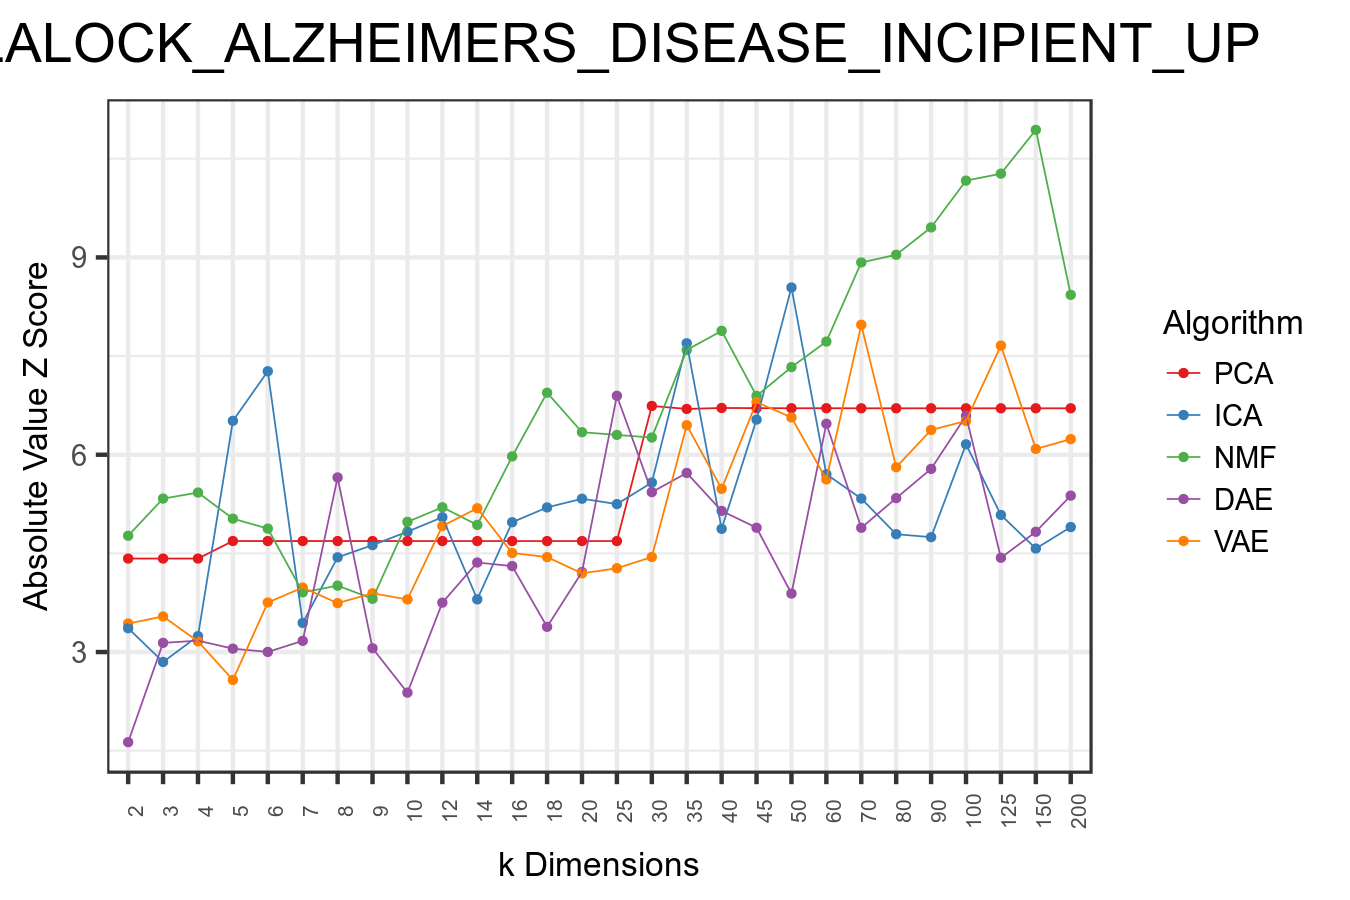 LALOCK_ALZHEIMERS_DISEASE_INCIPIENT_UP
Absolute Value Z Score
9
6
3
2 3 4 5 6 7 8 9 10 12 14 16 18 20 25 30 35 40 45 50 60 70 80 90 100 125 150 200
k Dimensions
Algorithm
PCA
ICA
NMF
DAE
VAE